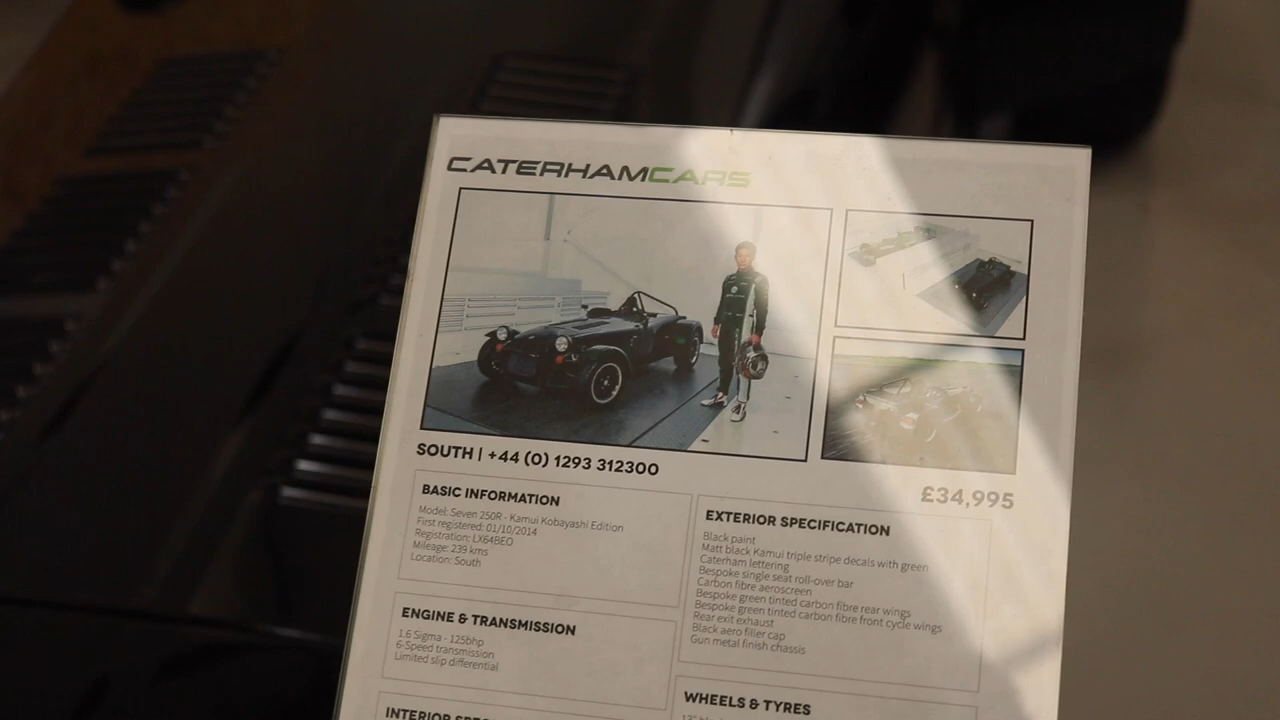 CATERHAMCARS
SOUTH | +44 (0) 1293 312300
£34,995
BASIC INFORMATION
Model: Seven 250R - Kamui Kobayashi Edition
First registered: 01/10/2014
Registration: LX64BEO
Mileage: 239 kms
Location: South
ENGINE & TRANSMISSION
1.6 Sigma - 125bhp
6-Speed transmission
Limited slip differential
EXTERIOR SPECIFICATION
Black paint
Matt black Kamui triple stripe decals with green
Caterham lettering
Bespoke single seat roll-over bar
Carbon fibre aeroscreen
Bespoke green tinted carbon fibre rear wings
Bespoke green tinted carbon fibre front cycle wings
Rear exit exhaust
Black aero filler cap
Gun metal finish chassis
INTERIOR
WHEELS & TYRES